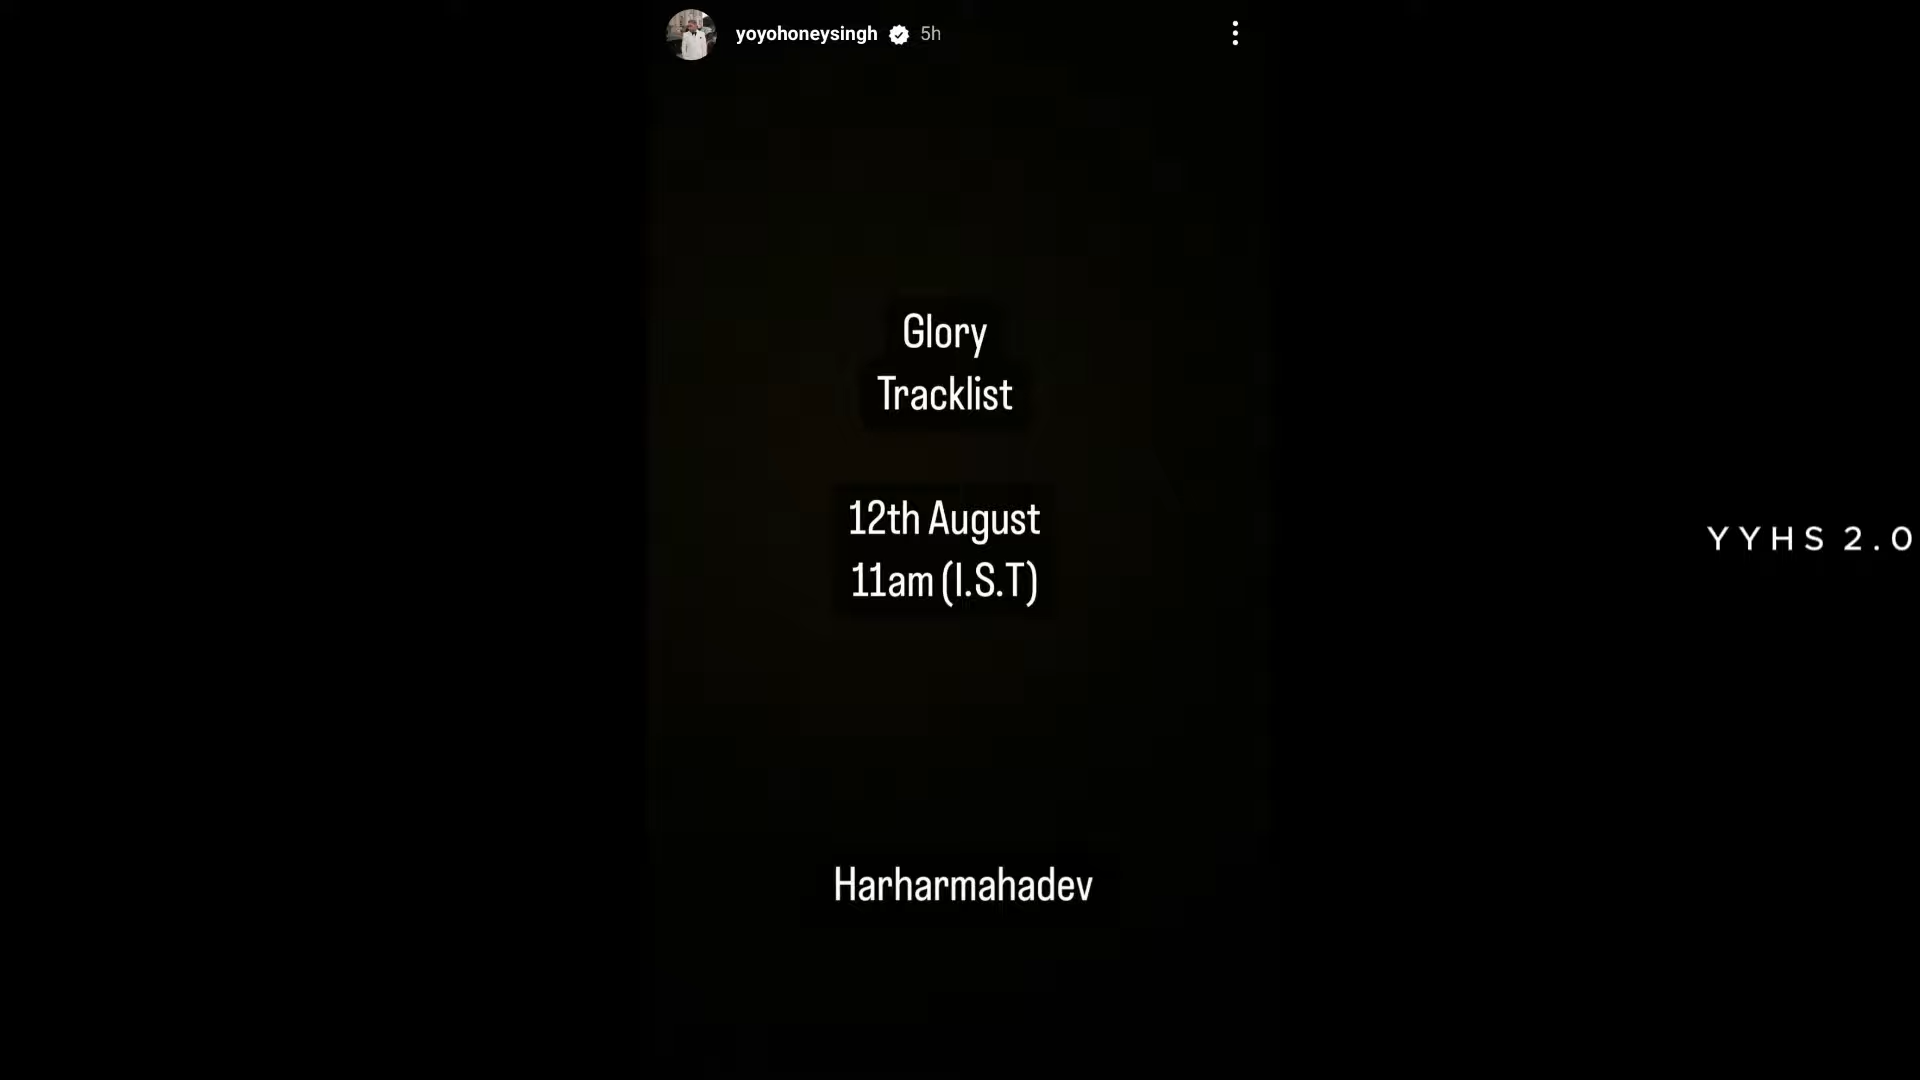 yoyohoneysingh 5h
Glory
Tracklist
12th August
11am (I.S.T)
YYHS 2.0
Harharmahadev